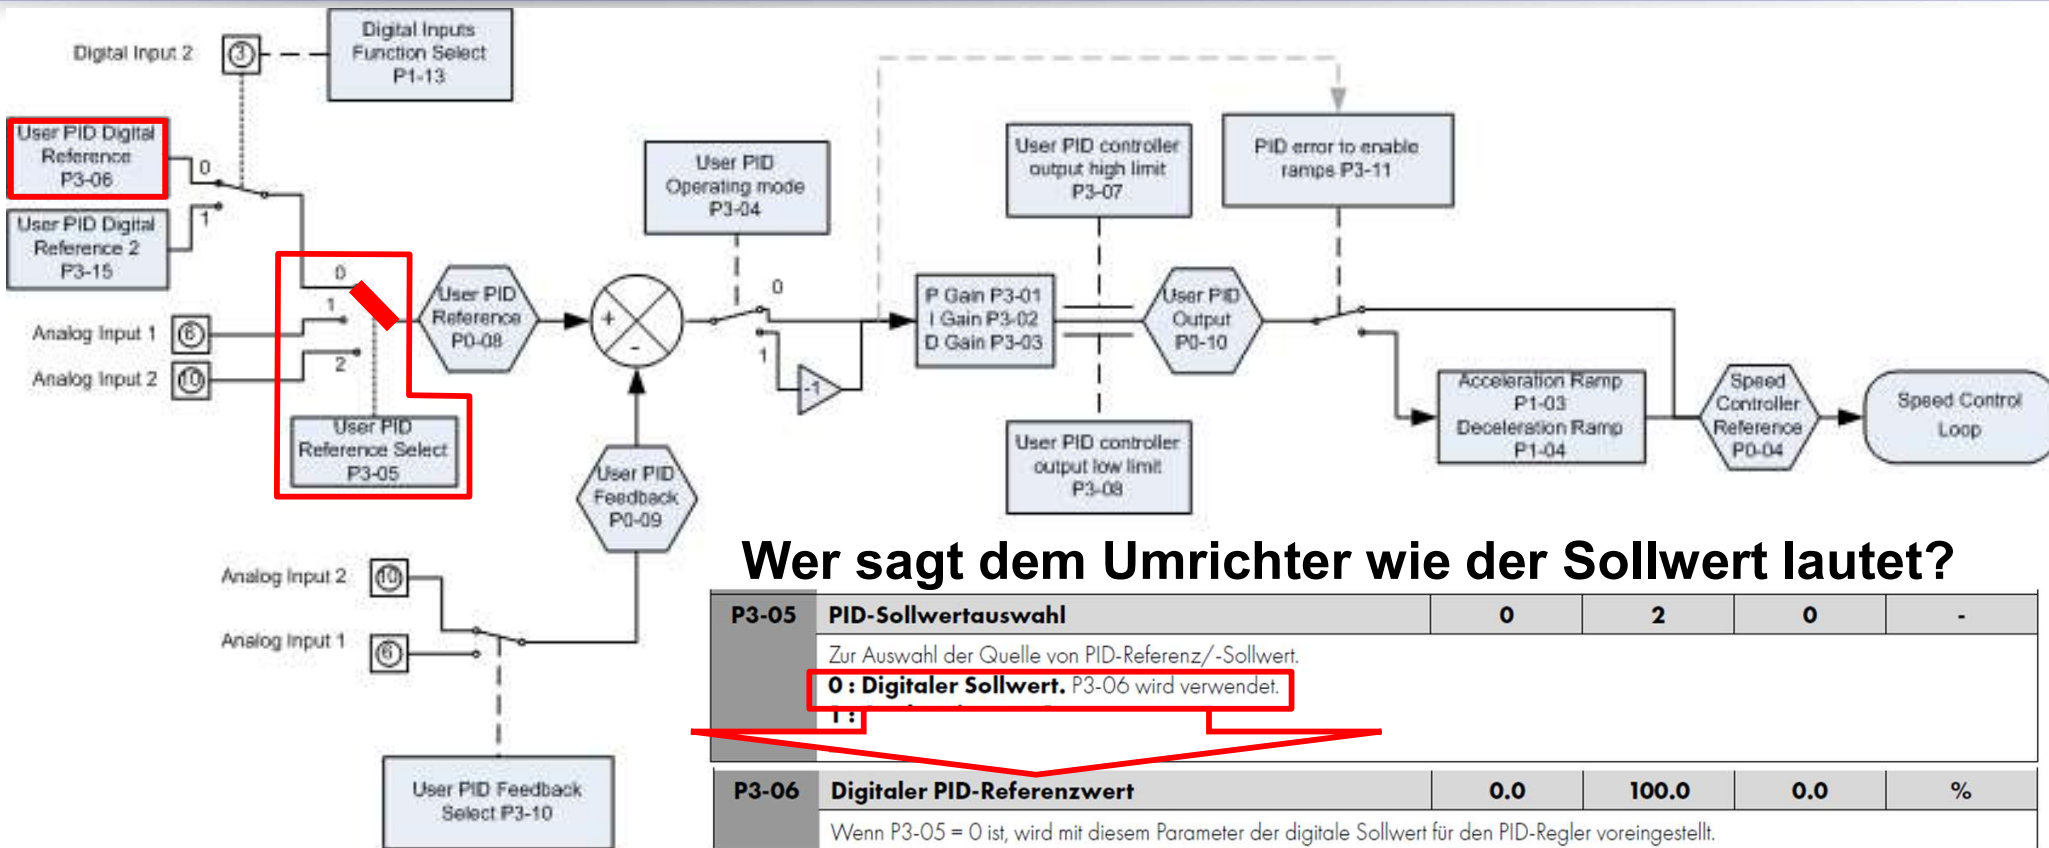 Digital Input 2
3
Digital Inputs
Function Select
P1-13
User PID Digital
Reference
P3-06
0
User PID Digital
Reference 2
P3-15
1
0
1
2
Analog Input 1
6
Analog Input 2
10
User PID
Reference Select
P3-05
User PID
Reference
P0-08
+
-
User PID
Feedback
P0-09
Analog Input 2
10
Analog Input 1
6
User PID Feedback
Select P3-10
User PID
Operating mode
P3-04
0
1
-1
P Gain P3-01
I Gain P3-02
D Gain P3-03
User PID controller
output high limit
P3-07
User PID controller
output low limit
P3-08
User PID
Output
P0-10
PID error to enable
ramps P3-11
Acceleration Ramp
P1-03
Deceleration Ramp
P1-04
Speed
Controller
Reference
P0-04
Speed Control
Loop
Wer sagt dem Umrichter wie der Sollwert lautet?
P3-05 PID-Sollwertauswahl 0 2 0 -
Zur Auswahl der Quelle von PID-Referenz/-Sollwert.
0 : Digitaler Sollwert. P3-06 wird verwendet.
1 :
P3-06 Digitaler PID-Referenzwert 0.0 100.0 0.0 %
Wenn P3-05 = 0 ist, wird mit diesem Parameter der digitale Sollwert für den PID-Regler voreingestellt.